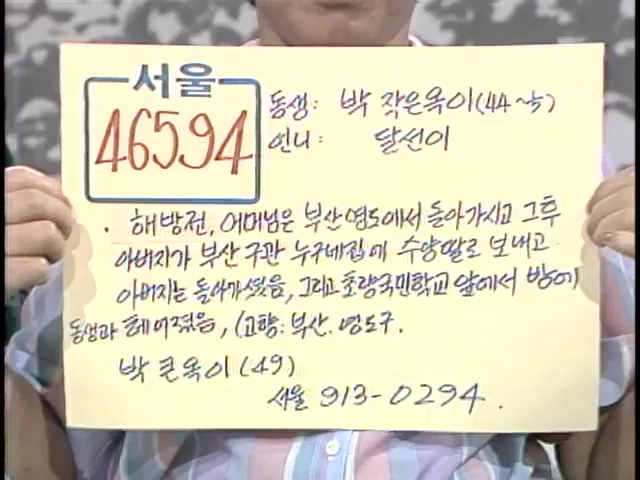 서울
46594
동생: 박 작은옥이(44~5)
언니: 달선이
. 해방전, 어머님은 부산 영도에서 돌아가시고 그후
아버지가 부산 구관 누구네집에 수양딸로 보내고
아버지는 돌아가셨음, 그리고 초량국민학교 앞에서 밤에
동생과 헤어졌음, (고향: 부산. 영도구.
박 큰옥이(49)
서울 913-0294.